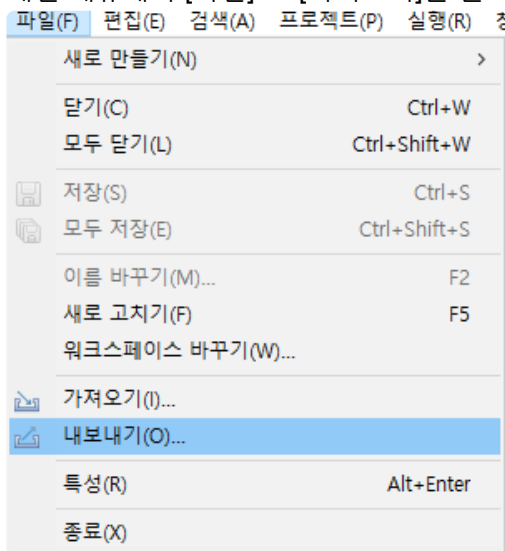 파일(F) 편집(E) 검색(A) 프로젝트(P) 실행(R)
새로 만들기(N) >
닫기(C) Ctrl+W
모두 닫기(L) Ctrl+Shift+W
저장(S) Ctrl+S
모두 저장(E) Ctrl+Shift+S
이름 바꾸기(M)... F2
새로 고치기(F) F5
워크스페이스 바꾸기(W)...
가져오기(I)...
내보내기(O)...
특성(R) Alt+Enter
종료(X)